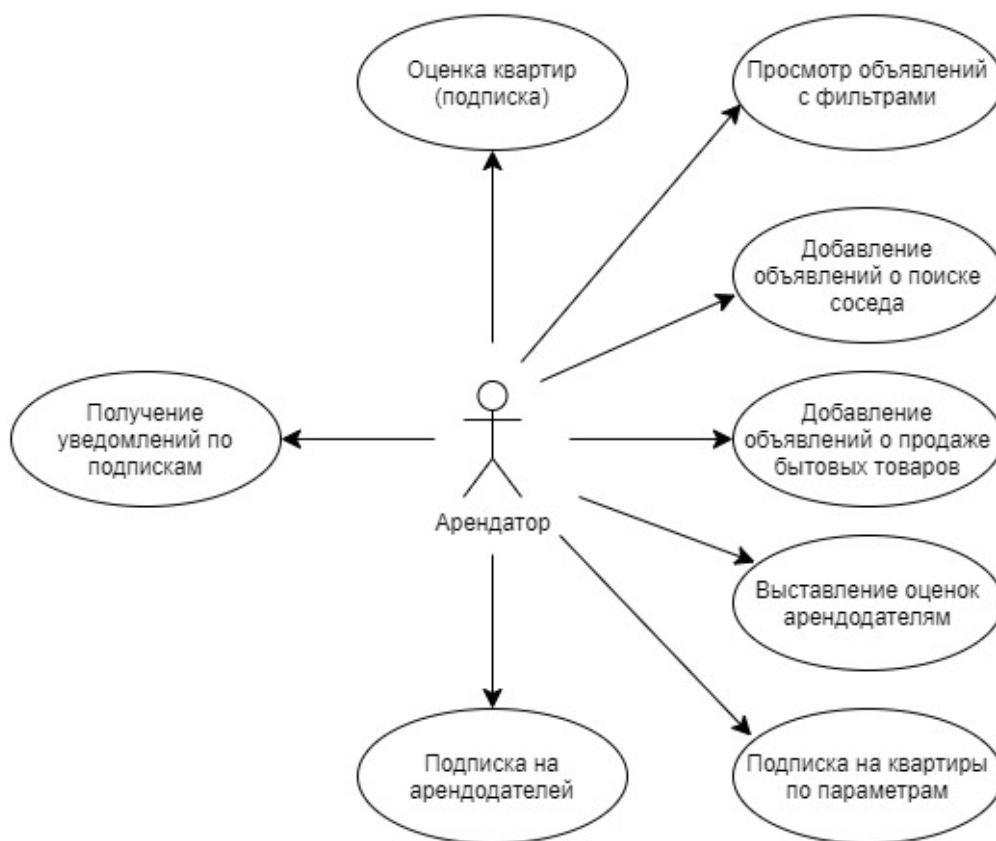 Оценка квартир
(подписка)
Просмотр объявлений
с фильтрами
Добавление
объявлений о поиске
соседа
Получение
уведомлений по
подпискам
Добавление
объявлений о продаже
бытовых товаров
Арендатор
Выставление оценок
арендодателям
Подписка на
арендодателей
Подписка на квартиры
по параметрам